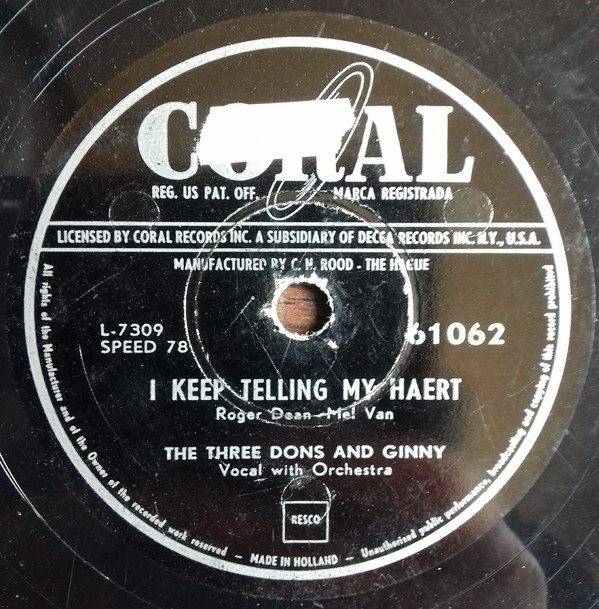 CORAL
REG. US PAT. OFF. MARCA REGISTRADA
LICENSED BY CORAL RECORDS INC. A SUBSIDIARY OF DECCA RECORDS INC. N.Y., U.S.A.
MANUFACTURED BY C. H. ROOD - THE HAGUE
L-7309
SPEED 78
61062
I KEEP TELLING MY HAERT
Roger Dean - Mel Van
THE THREE DONS AND GINNY
Vocal with Orchestra
RESCO
All rights of the Manufacturer and of the Owner of the recorded work reserved – MADE IN HOLLAND – Unauthorised public performance, broadcasting and copying of this record prohibited